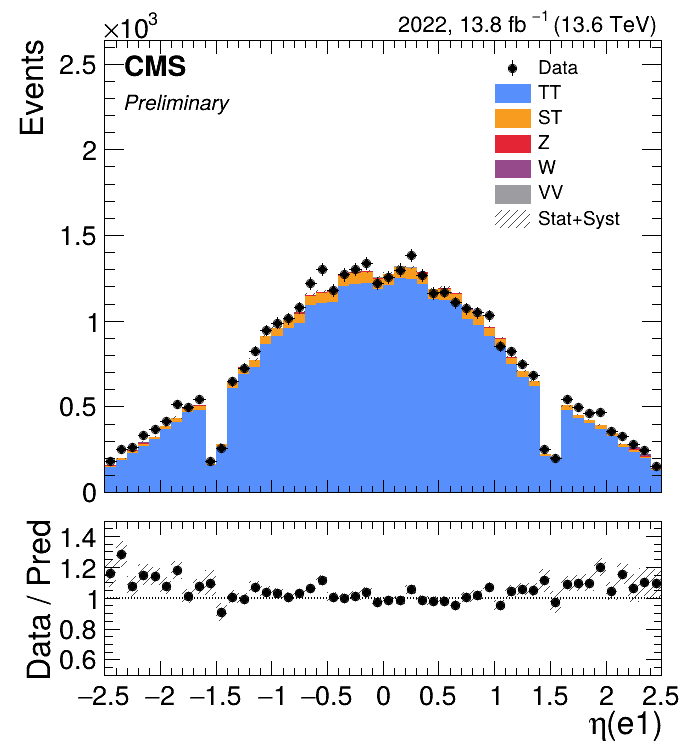 ×10³
2022, 13.8 fb⁻¹ (13.6 TeV)
Events
CMS
Preliminary
Data
TT
ST
Z
W
VV
Stat+Syst
2.5
2
1.5
1
0.5
0
Data / Pred
1.4
1.2
1
0.8
0.6
−2.5 −2 −1.5 −1 −0.5 0 0.5 1 1.5 2 2.5
η(e1)